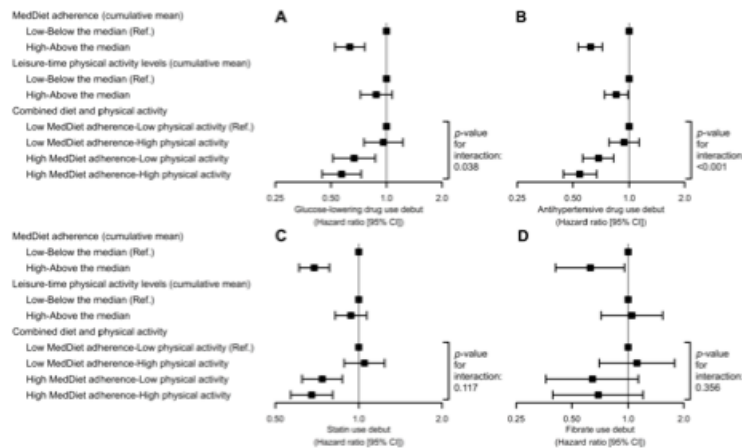 MedDiet adherence (cumulative mean)
A
B
Low-Below the median (Ref.)
High-Above the median
Leisure-time physical activity levels (cumulative mean)
Low-Below the median (Ref.)
High-Above the median
Combined diet and physical activity
Low MedDiet adherence-Low physical activity (Ref.)
Low MedDiet adherence-High physical activity
High MedDiet adherence-Low physical activity
High MedDiet adherence-High physical activity
p-value
for
interaction:
0.038
p-value
for
interaction:
<0.001
0.25 0.50 1.0 2.0
0.25 0.50 1.0 2.0
Glucose-lowering drug use debut
(Hazard ratio [95% CI])
Antihypertensive drug use debut
(Hazard ratio [95% CI])
MedDiet adherence (cumulative mean)
C
D
Low-Below the median (Ref.)
High-Above the median
Leisure-time physical activity levels (cumulative mean)
Low-Below the median (Ref.)
High-Above the median
Combined diet and physical activity
Low MedDiet adherence-Low physical activity (Ref.)
Low MedDiet adherence-High physical activity
High MedDiet adherence-Low physical activity
High MedDiet adherence-High physical activity
p-value
for
interaction:
0.117
p-value
for
interaction:
0.356
0.50 1.0 2.0
0.25 0.50 1.0 2.0
Statin use debut
(Hazard ratio [95% CI])
Fibrate use debut
(Hazard ratio [95% CI])